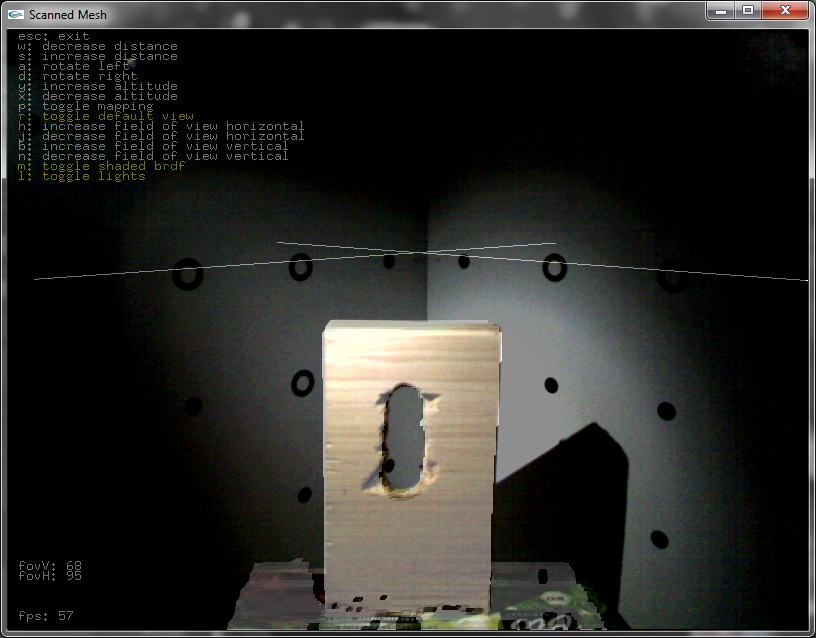 Scanned Mesh
esc: exit
w: decrease distance
s: increase distance
a: rotate left
d: rotate right
y: increase altitude
x: decrease altitude
p: toggle mapping
r: toggle default view
h: increase field of view horizontal
j: decrease field of view horizontal
b: increase field of view vertical
n: decrease field of view vertical
m: toggle shaded brdf
l: toggle lights
fovV: 68
fovH: 95
fps: 57